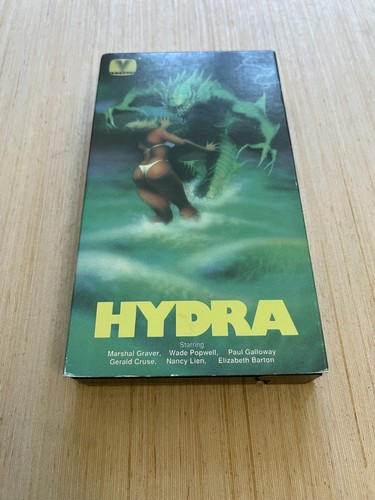 HYDRA
Starring
Marshal Graver, Wade Popwell, Paul Galloway
Gerald Cruse, Nancy Lien, Elizabeth Barton